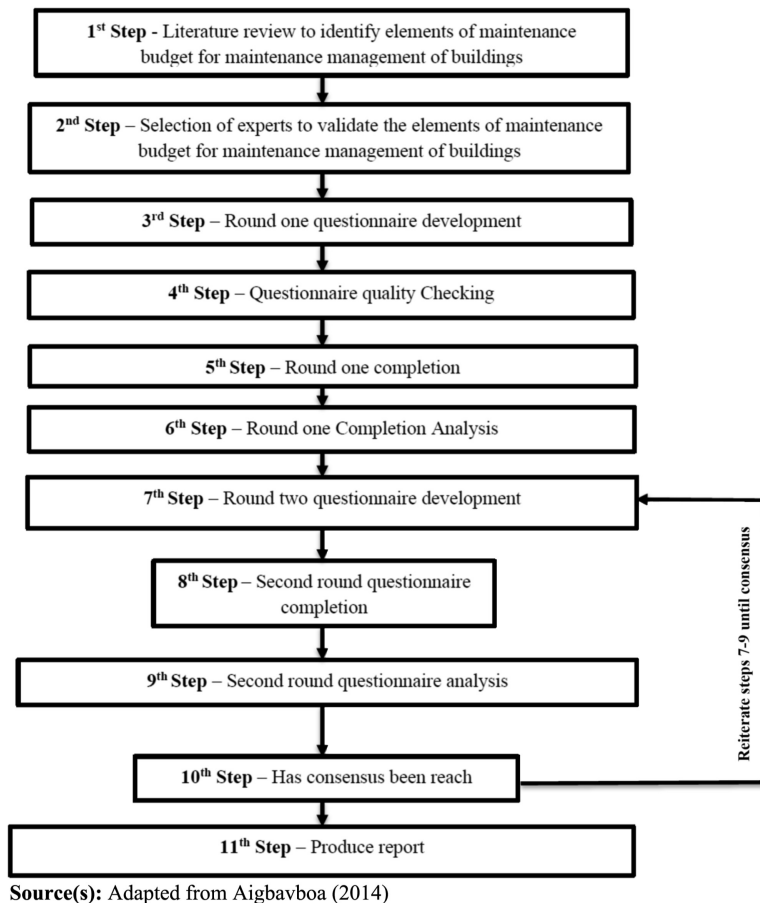 1st Step - Literature review to identify elements of maintenance
budget for maintenance management of buildings
2nd Step – Selection of experts to validate the elements of maintenance
budget for maintenance management of buildings
3rd Step – Round one questionnaire development
4th Step – Questionnaire quality Checking
5th Step – Round one completion
6th Step – Round one Completion Analysis
7th Step – Round two questionnaire development
8th Step – Second round questionnaire
completion
9th Step – Second round questionnaire analysis
10th Step – Has consensus been reach
11th Step – Produce report
Reiterate steps 7-9 until consensus
Source(s): Adapted from Aigbavboa (2014)